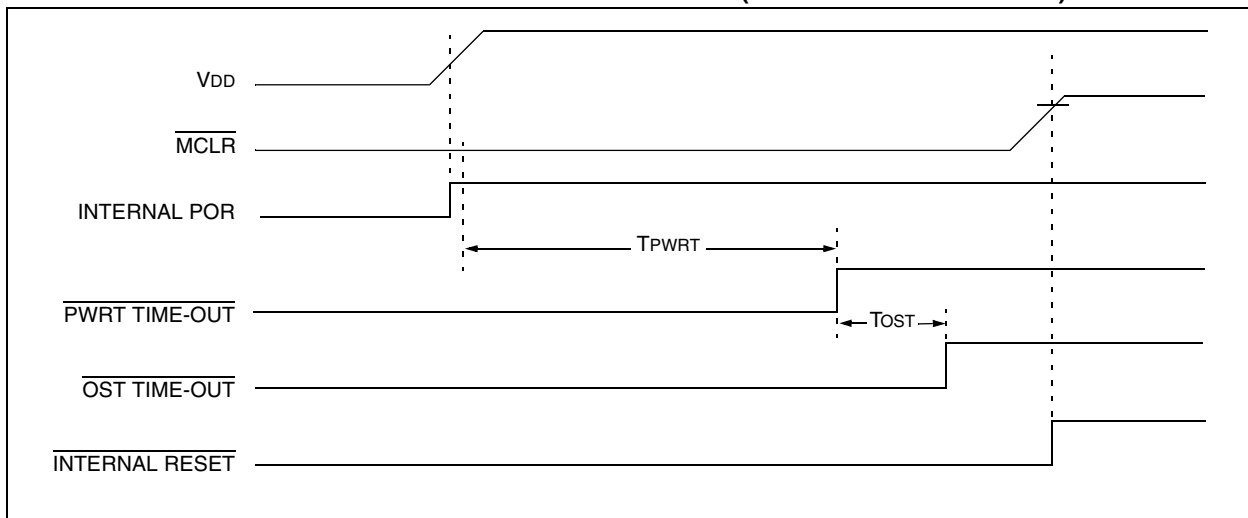 VDD
MCLR
INTERNAL POR
TPWRT
PWRT TIME-OUT
TOST
OST TIME-OUT
INTERNAL RESET